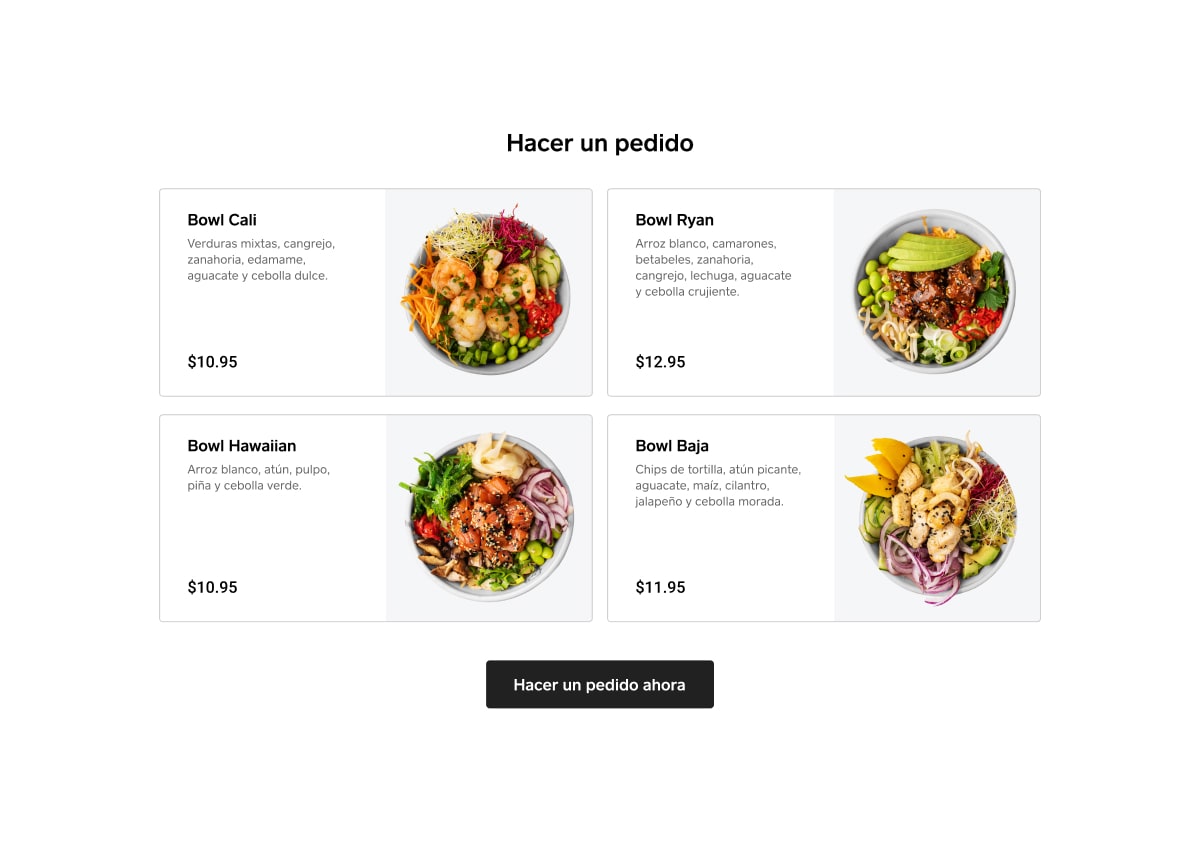 Hacer un pedido
Bowl Cali
Verduras mixtas, cangrejo,
zanahoria, edamame,
aguacate y cebolla dulce.
$10.95
Bowl Ryan
Arroz blanco, camarones,
betabeles, zanahoria,
cangrejo, lechuga, aguacate
y cebolla crujiente.
$12.95
Bowl Hawaiian
Arroz blanco, atún, pulpo,
piña y cebolla verde.
$10.95
Bowl Baja
Chips de tortilla, atún picante,
aguacate, maíz, cilantro,
jalapeño y cebolla morada.
$11.95
Hacer un pedido ahora